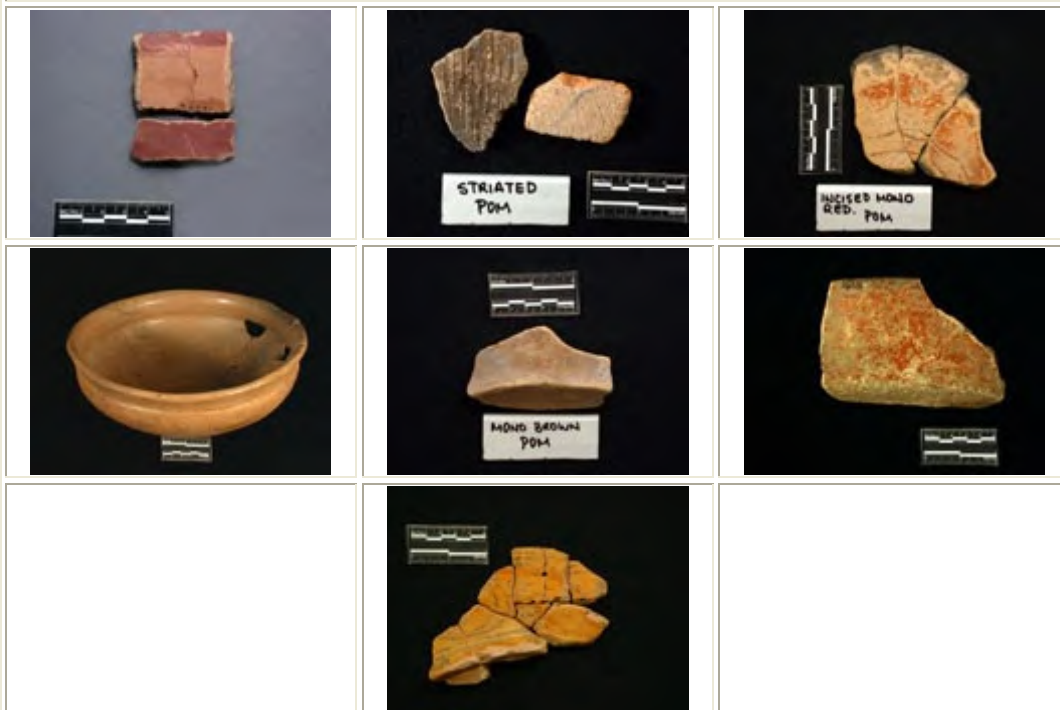 STRIATED
PDM
INCISED MONO
RED. PDM
MONO BROWN
PDM